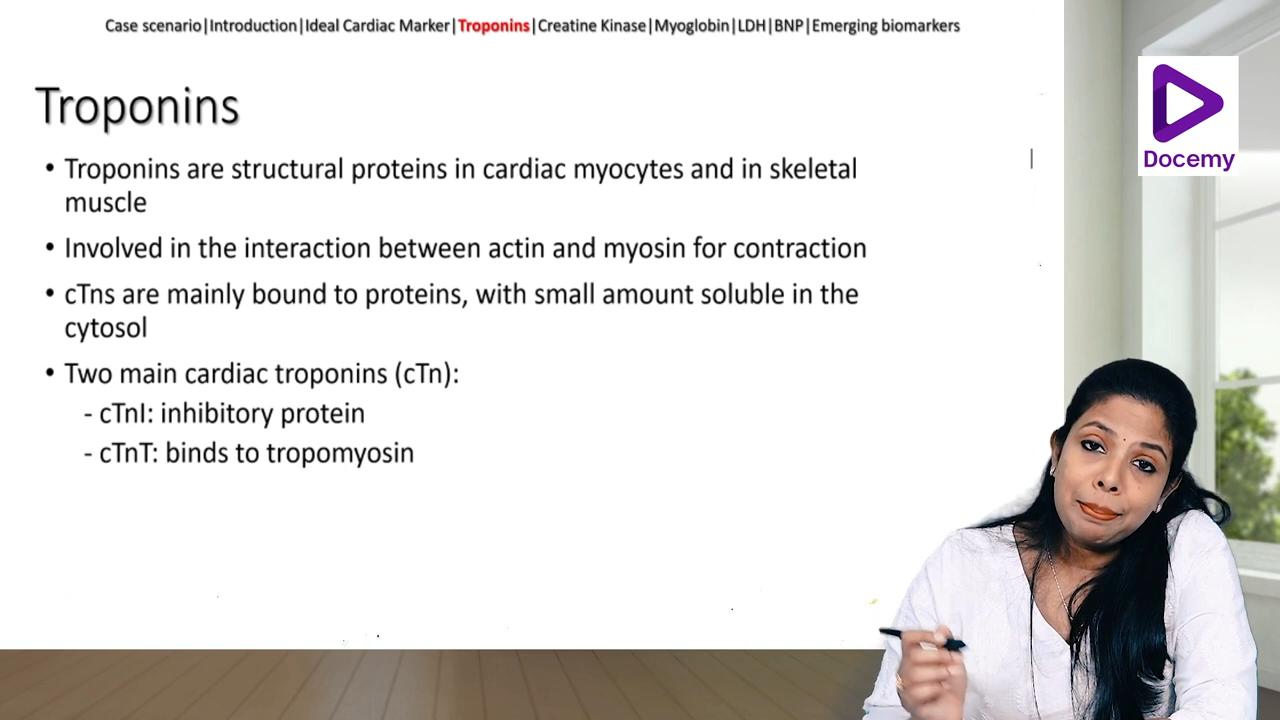 Case scenario|Introduction|Ideal Cardiac Marker|Troponins|Creatine Kinase|Myoglobin|LDH|BNP|Emerging biomarkers
Troponins
• Troponins are structural proteins in cardiac myocytes and in skeletal
muscle
• Involved in the interaction between actin and myosin for contraction
• cTns are mainly bound to proteins, with small amount soluble in the
cytosol
• Two main cardiac troponins (cTn):
- cTnI: inhibitory protein
- cTnT: binds to tropomyosin
Docemy